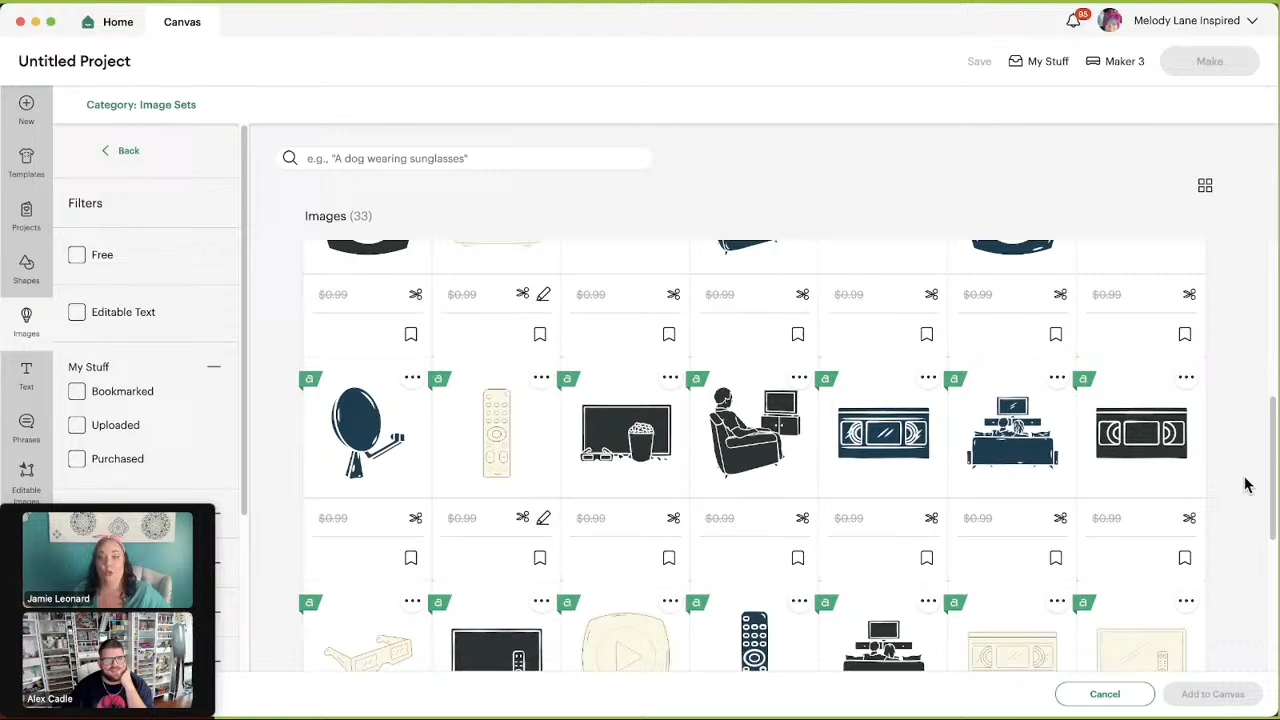 Home
Canvas
95
Melody Lane Inspired
Untitled Project
Save
My Stuff
Maker 3
Make
New
Category: Image Sets
Templates
Back
e.g., "A dog wearing sunglasses"
Projects
Filters
Images (33)
Shapes
Free
$0.99 $0.99 $0.99 $0.99 $0.99 $0.99 $0.99
Images
Editable Text
Text
My Stuff
a a a a a a a
Bookmarked
Phrases
Uploaded
Purchased
Editable
Images
$0.99 $0.99 $0.99 $0.99 $0.99 $0.99 $0.99
a a a a a a a
Jamie Leonard
Alex Cadle
Cancel
Add to Canvas